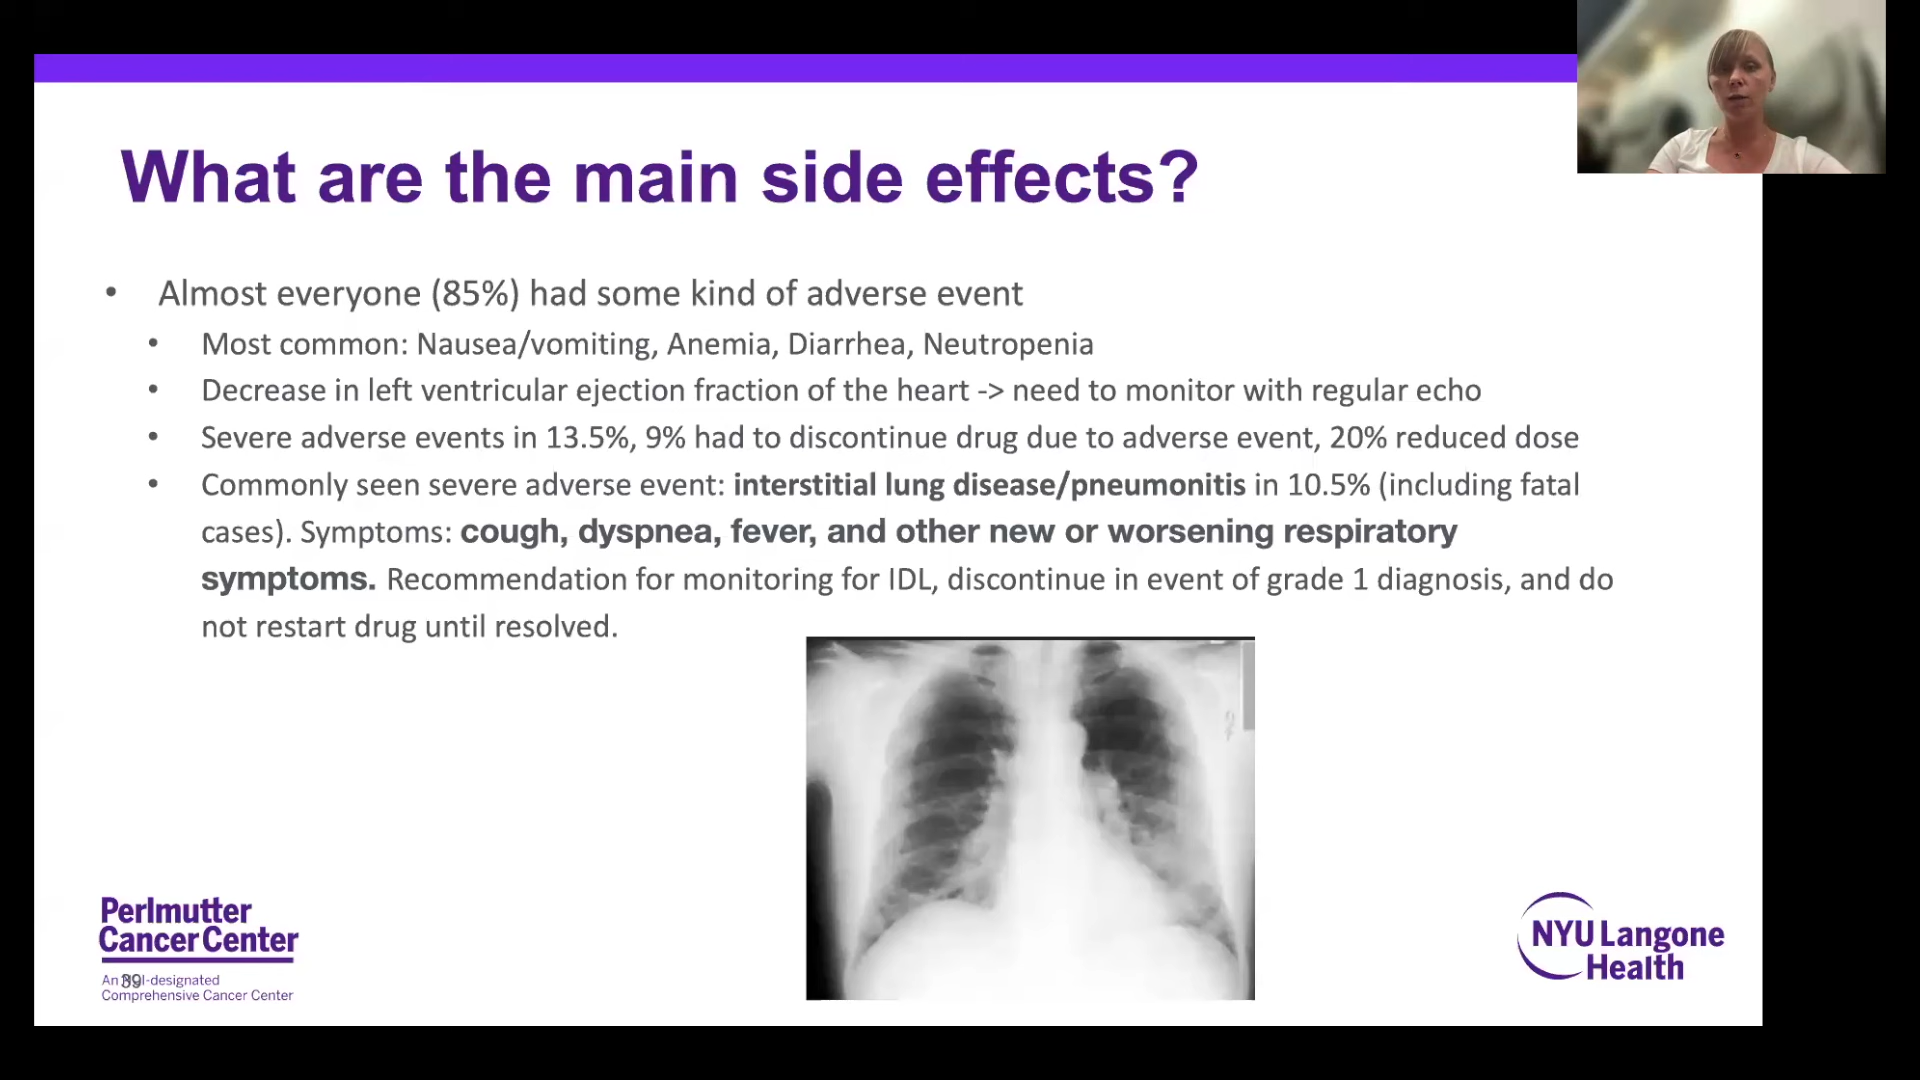 What are the main side effects?
• Almost everyone (85%) had some kind of adverse event
• Most common: Nausea/vomiting, Anemia, Diarrhea, Neutropenia
• Decrease in left ventricular ejection fraction of the heart -> need to monitor with regular echo
• Severe adverse events in 13.5%, 9% had to discontinue drug due to adverse event, 20% reduced dose
• Commonly seen severe adverse event: interstitial lung disease/pneumonitis in 10.5% (including fatal
cases). Symptoms: cough, dyspnea, fever, and other new or worsening respiratory
symptoms. Recommendation for monitoring for IDL, discontinue in event of grade 1 diagnosis, and do
not restart drug until resolved.
Perlmutter
Cancer Center
An -designated
39
Comprehensive Cancer Center
NYU Langone
Health